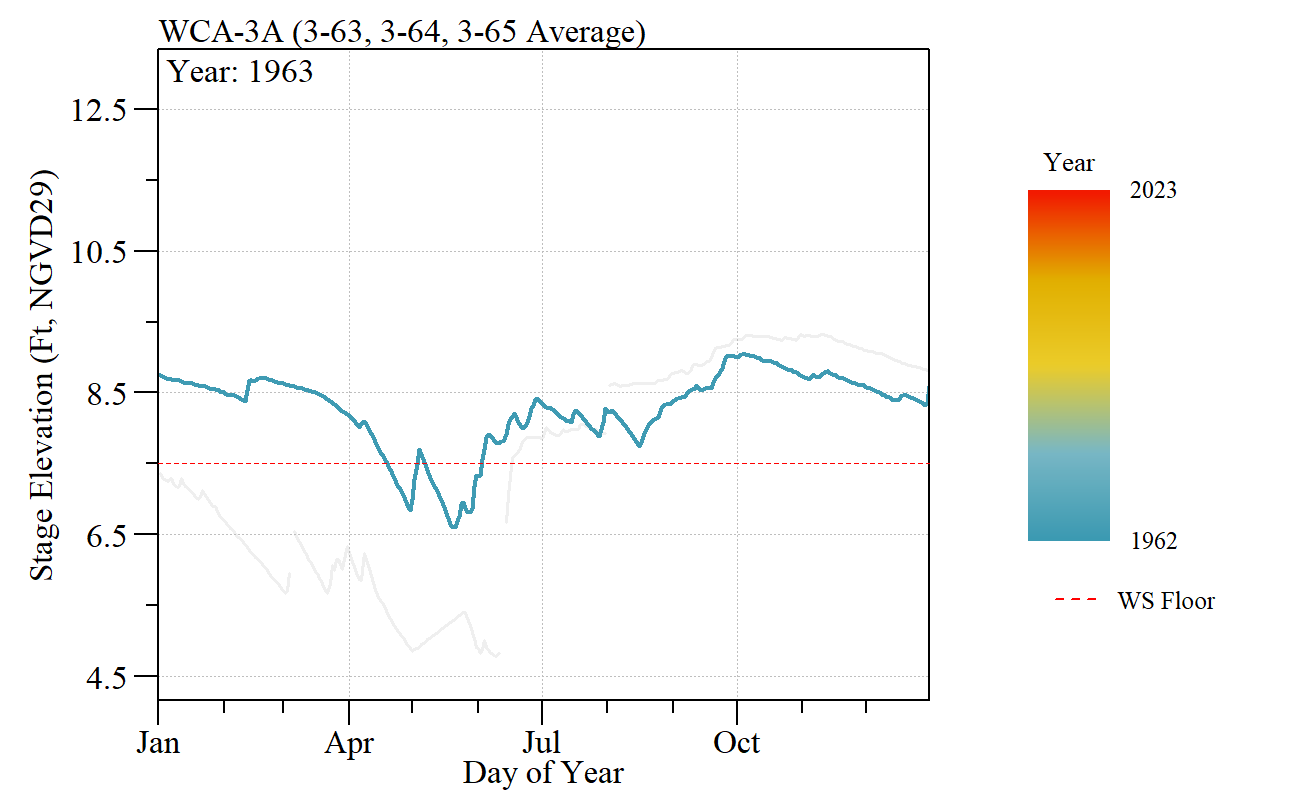 WCA-3A (3-63, 3-64, 3-65 Average)
Year: 1963
12.5
10.5
8.5
6.5
4.5
Stage Elevation (Ft, NGVD29)
Jan Apr Jul Oct
Day of Year
Year
2023
1962
WS Floor